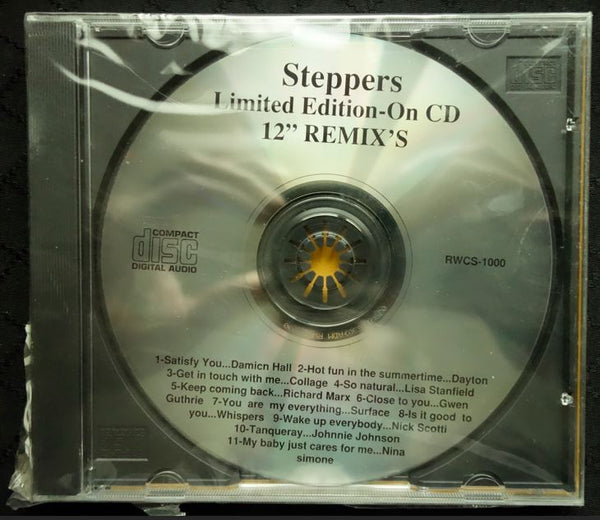 Steppers
Limited Edition-On CD
12” REMIX'S
COMPACT
disc
DIGITAL AUDIO
RWCS-1000
DISC
1-Satisfy You...Damicn Hall 2-Hot fun in the summertime...Dayton
3-Get in touch with me...Collage 4-So natural...Lisa Stanfield
5-Keep coming back...Richard Marx 6-Close to you...Gwen
Guthrie 7-You are my everything...Surface 8-Is it good to
you...Whispers 9-Wake up everybody...Nick Scotti
10-Tanqueray...Johnnie Johnson
11-My baby just cares for me...Nina
simone